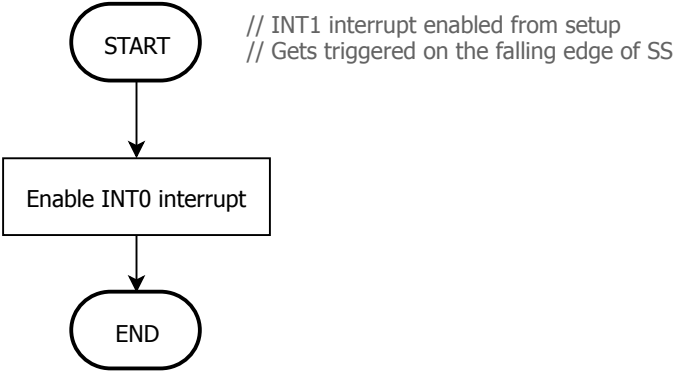 START
// INT1 interrupt enabled from setup
// Gets triggered on the falling edge of SS
Enable INT0 interrupt
END